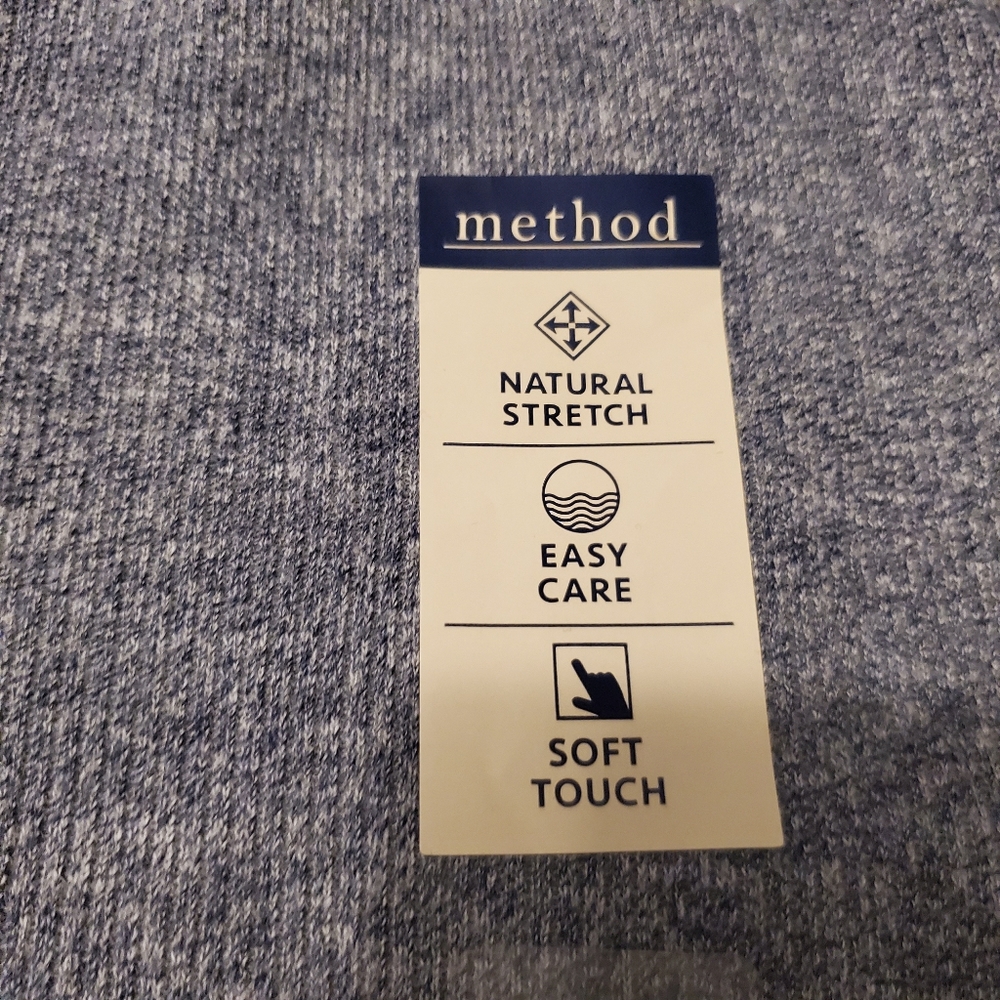 method
NATURAL
STRETCH
EASY
CARE
SOFT
TOUCH